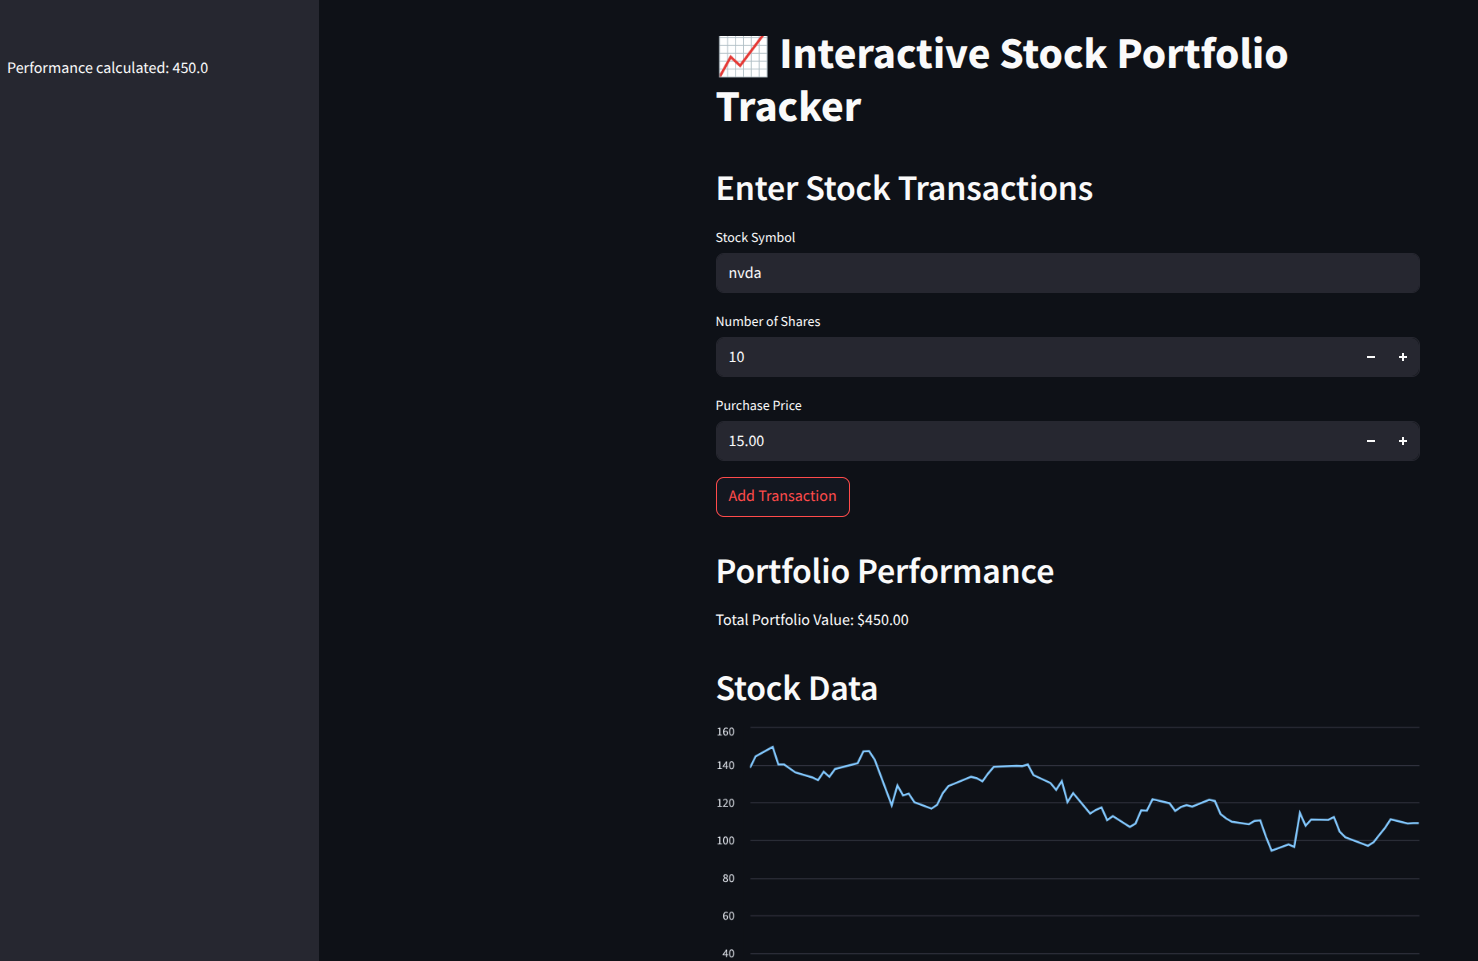 Performance calculated: 450.0
📈 Interactive Stock Portfolio
Tracker
Enter Stock Transactions
Stock Symbol
nvda
Number of Shares
10
Purchase Price
15.00
Add Transaction
Portfolio Performance
Total Portfolio Value: $450.00
Stock Data
160
140
120
100
80
60
40